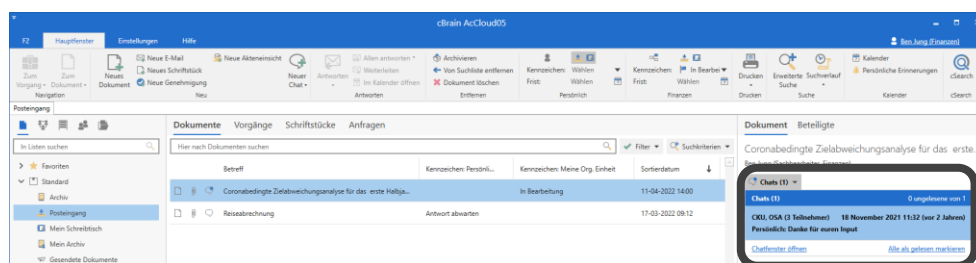 cBrain AcCloud05
F2 Hauptfenster Einstellungen Hilfe Ben Jung (Finanzen)
Zum Vorgang
Zum Dokument
Navigation
Neues Dokument
Neue E-Mail
Neues Schriftstück
Neue Genehmigung
Neue Akteneinsicht
Neuer Chat
Neu
Antworten
Allen antworten
Weiterleiten
Im Kalender öffnen
Antworten
Archivieren
Von Suchliste entfernen
Dokument löschen
Entfernen
Kennzeichen: Wählen
Frist: Wählen
Persönlich
Kennzeichen: In Bearbei
Frist: Wählen
Finanzen
Drucken
Drucken
Erweiterte Suche
Suchverlauf
Suche
Kalender
Persönliche Erinnerungen
Kalender
cSearch
cSearch
Posteingang
In Listen suchen
Favoriten
Standard
Archiv
Posteingang
Mein Schreibtisch
Mein Archiv
Gesendete Dokumente
Dokumente Vorgänge Schriftstücke Anfragen
Hier nach Dokumenten suchen Filter Suchkriterien
Betreff Kennzeichen: Persönli... Kennzeichen: Meine Org. Einheit Sortierdatum
Coronabedingte Zielabweichungsanalyse für das erste Halbja... In Bearbeitung 11-04-2022 14:00
Reiseabrechnung Antwort abwarten 17-03-2022 09:12
Dokument Beteiligte
Coronabedingte Zielabweichungsanalyse für das erste.
Ben Jung (Sachbearbeiter, Finanzen)
Chats (1)
Chats (1) 0 ungelesene von 1
CKU, OSA (3 Teilnehmer) 18 November 2021 11:32 (vor 2 Jahren)
Persönlich: Danke für euren Input
Chatfenster öffnen Alle als gelesen markieren